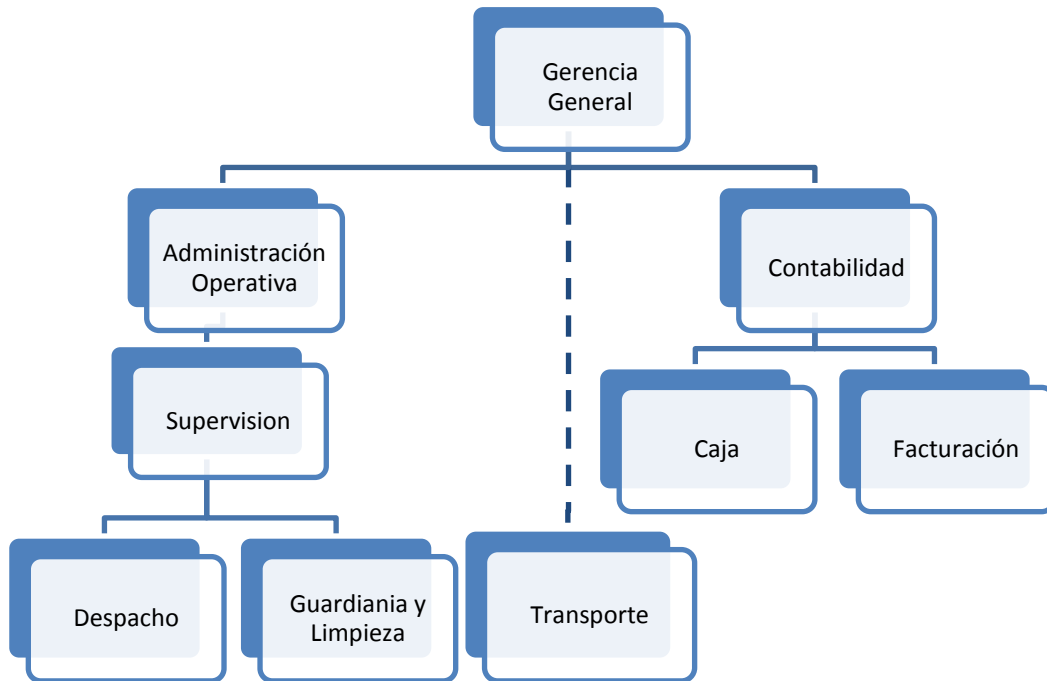 Gerencia
General
Administración
Operativa
Contabilidad
Supervision
Caja
Facturación
Despacho
Guardiania y
Limpieza
Transporte